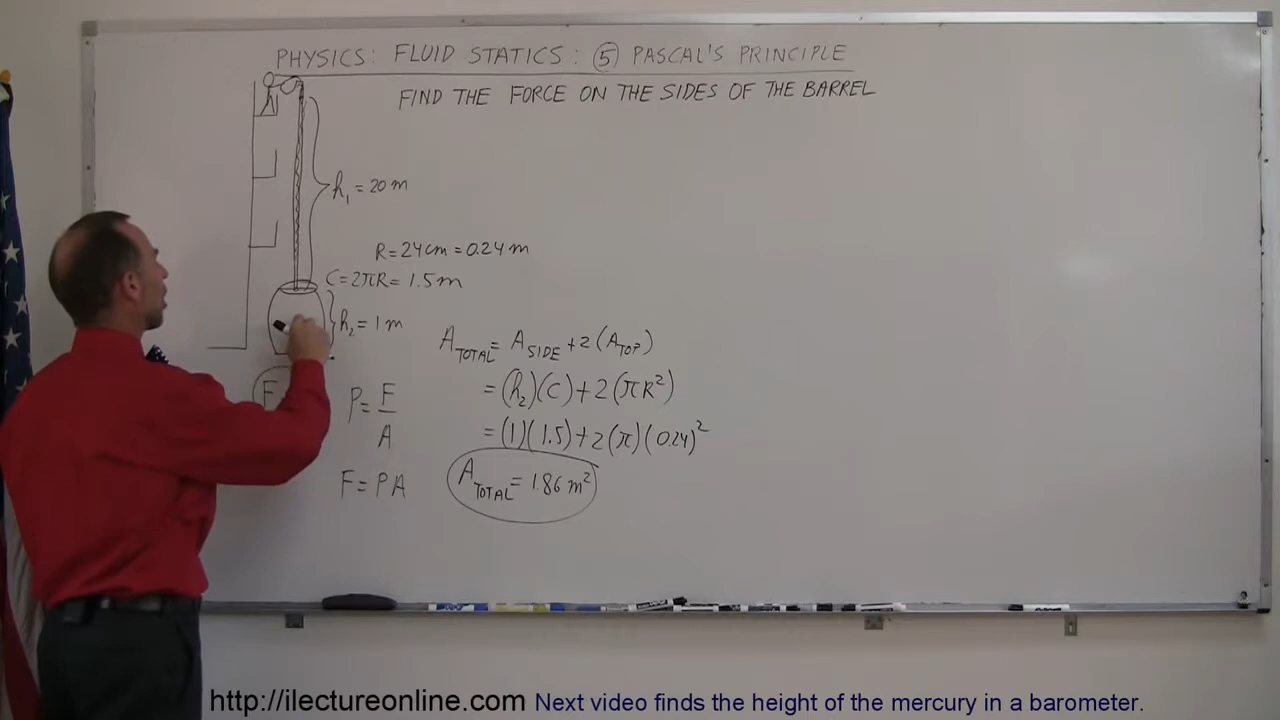 PHYSICS: FLUID STATICS: ⑤ PASCAL'S PRINCIPLE
FIND THE FORCE ON THE SIDES OF THE BARREL
h₁ = 20 m
R = 24 cm = 0.24 m
C = 2πR = 1.5 m
h₂ = 1 m
A_TOTAL = A_SIDE + 2(A_TOP)
= (h₂)(C) + 2(πR²)
= (1)(1.5) + 2(π)(0.24)²
A_TOTAL = 1.86 m²
F
P = F/A
F = PA
http://ilectureonline.com Next video finds the height of the mercury in a barometer.